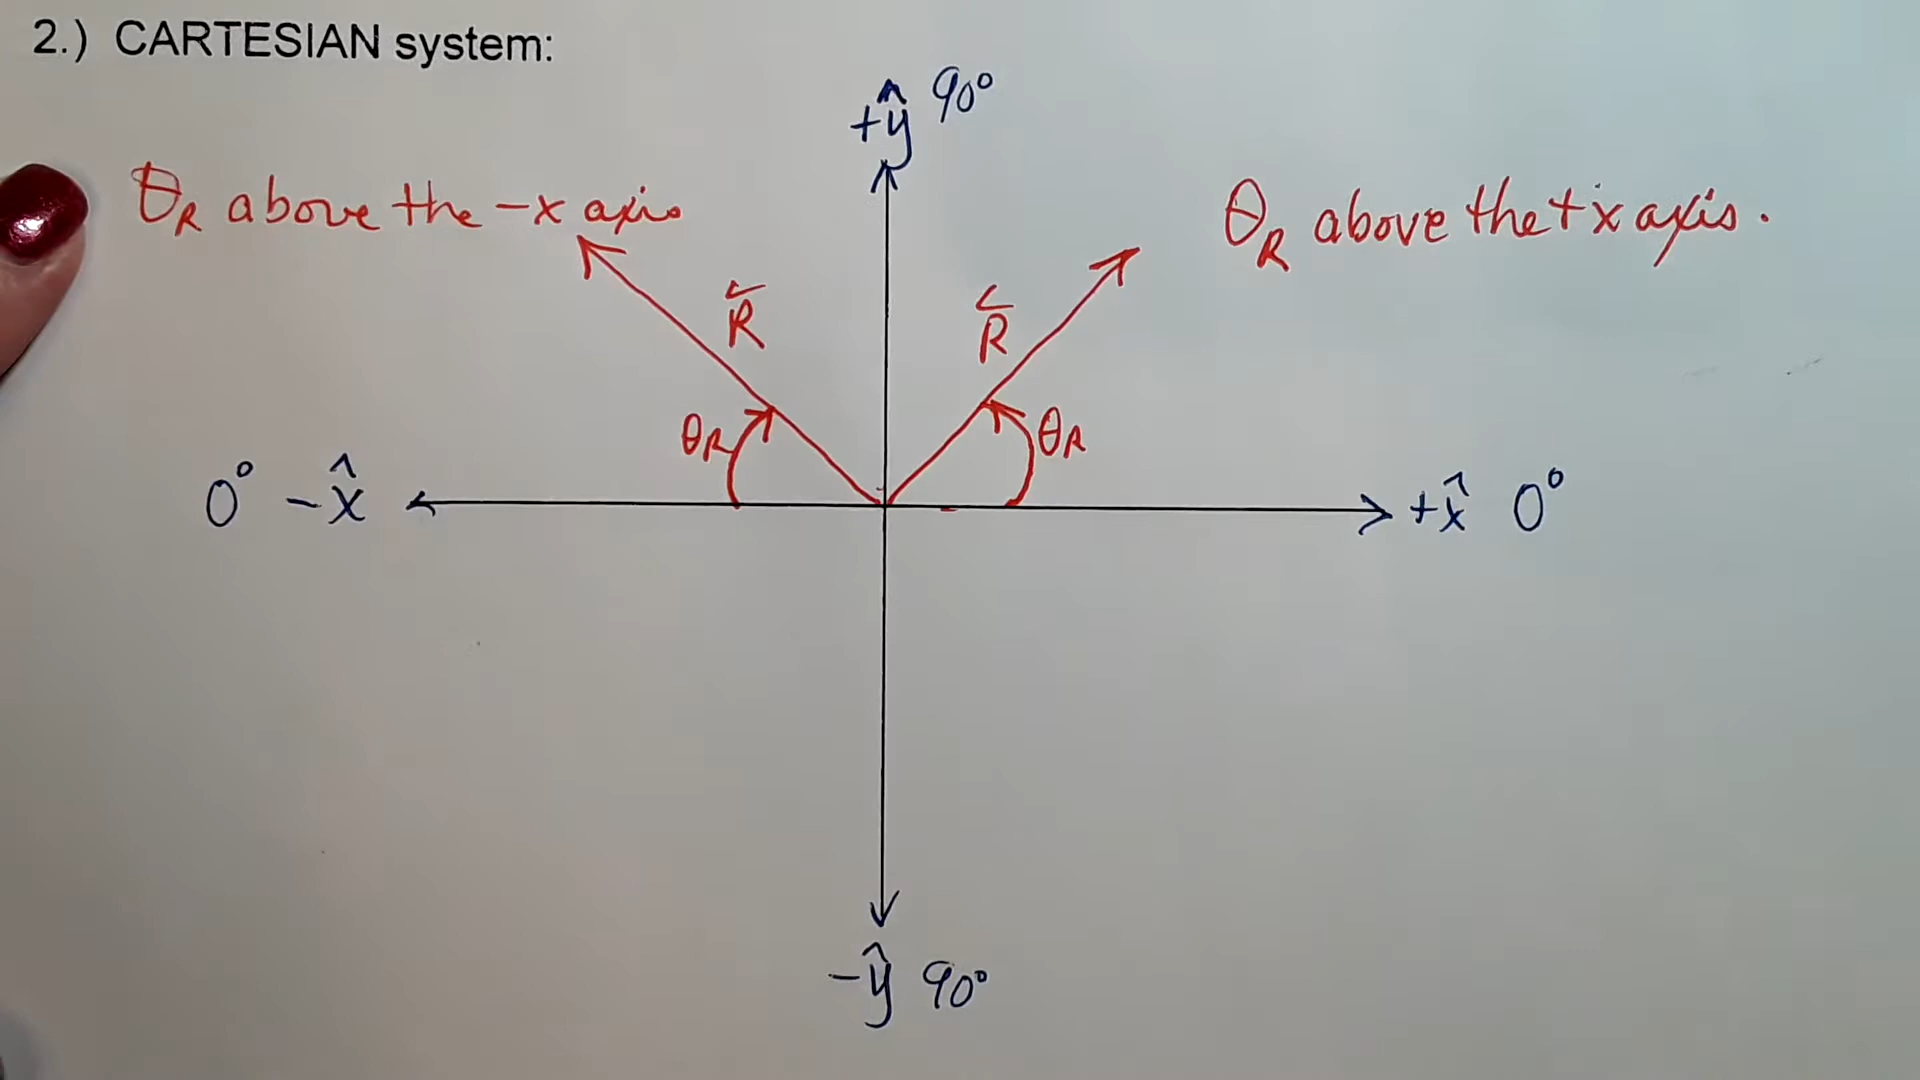 2.) CARTESIAN system:
+ŷ 90°
θR above the -x axis
θR above the +x axis.
R
R
θR
θR
0° -x̂
+x̂ 0°
-ŷ 90°